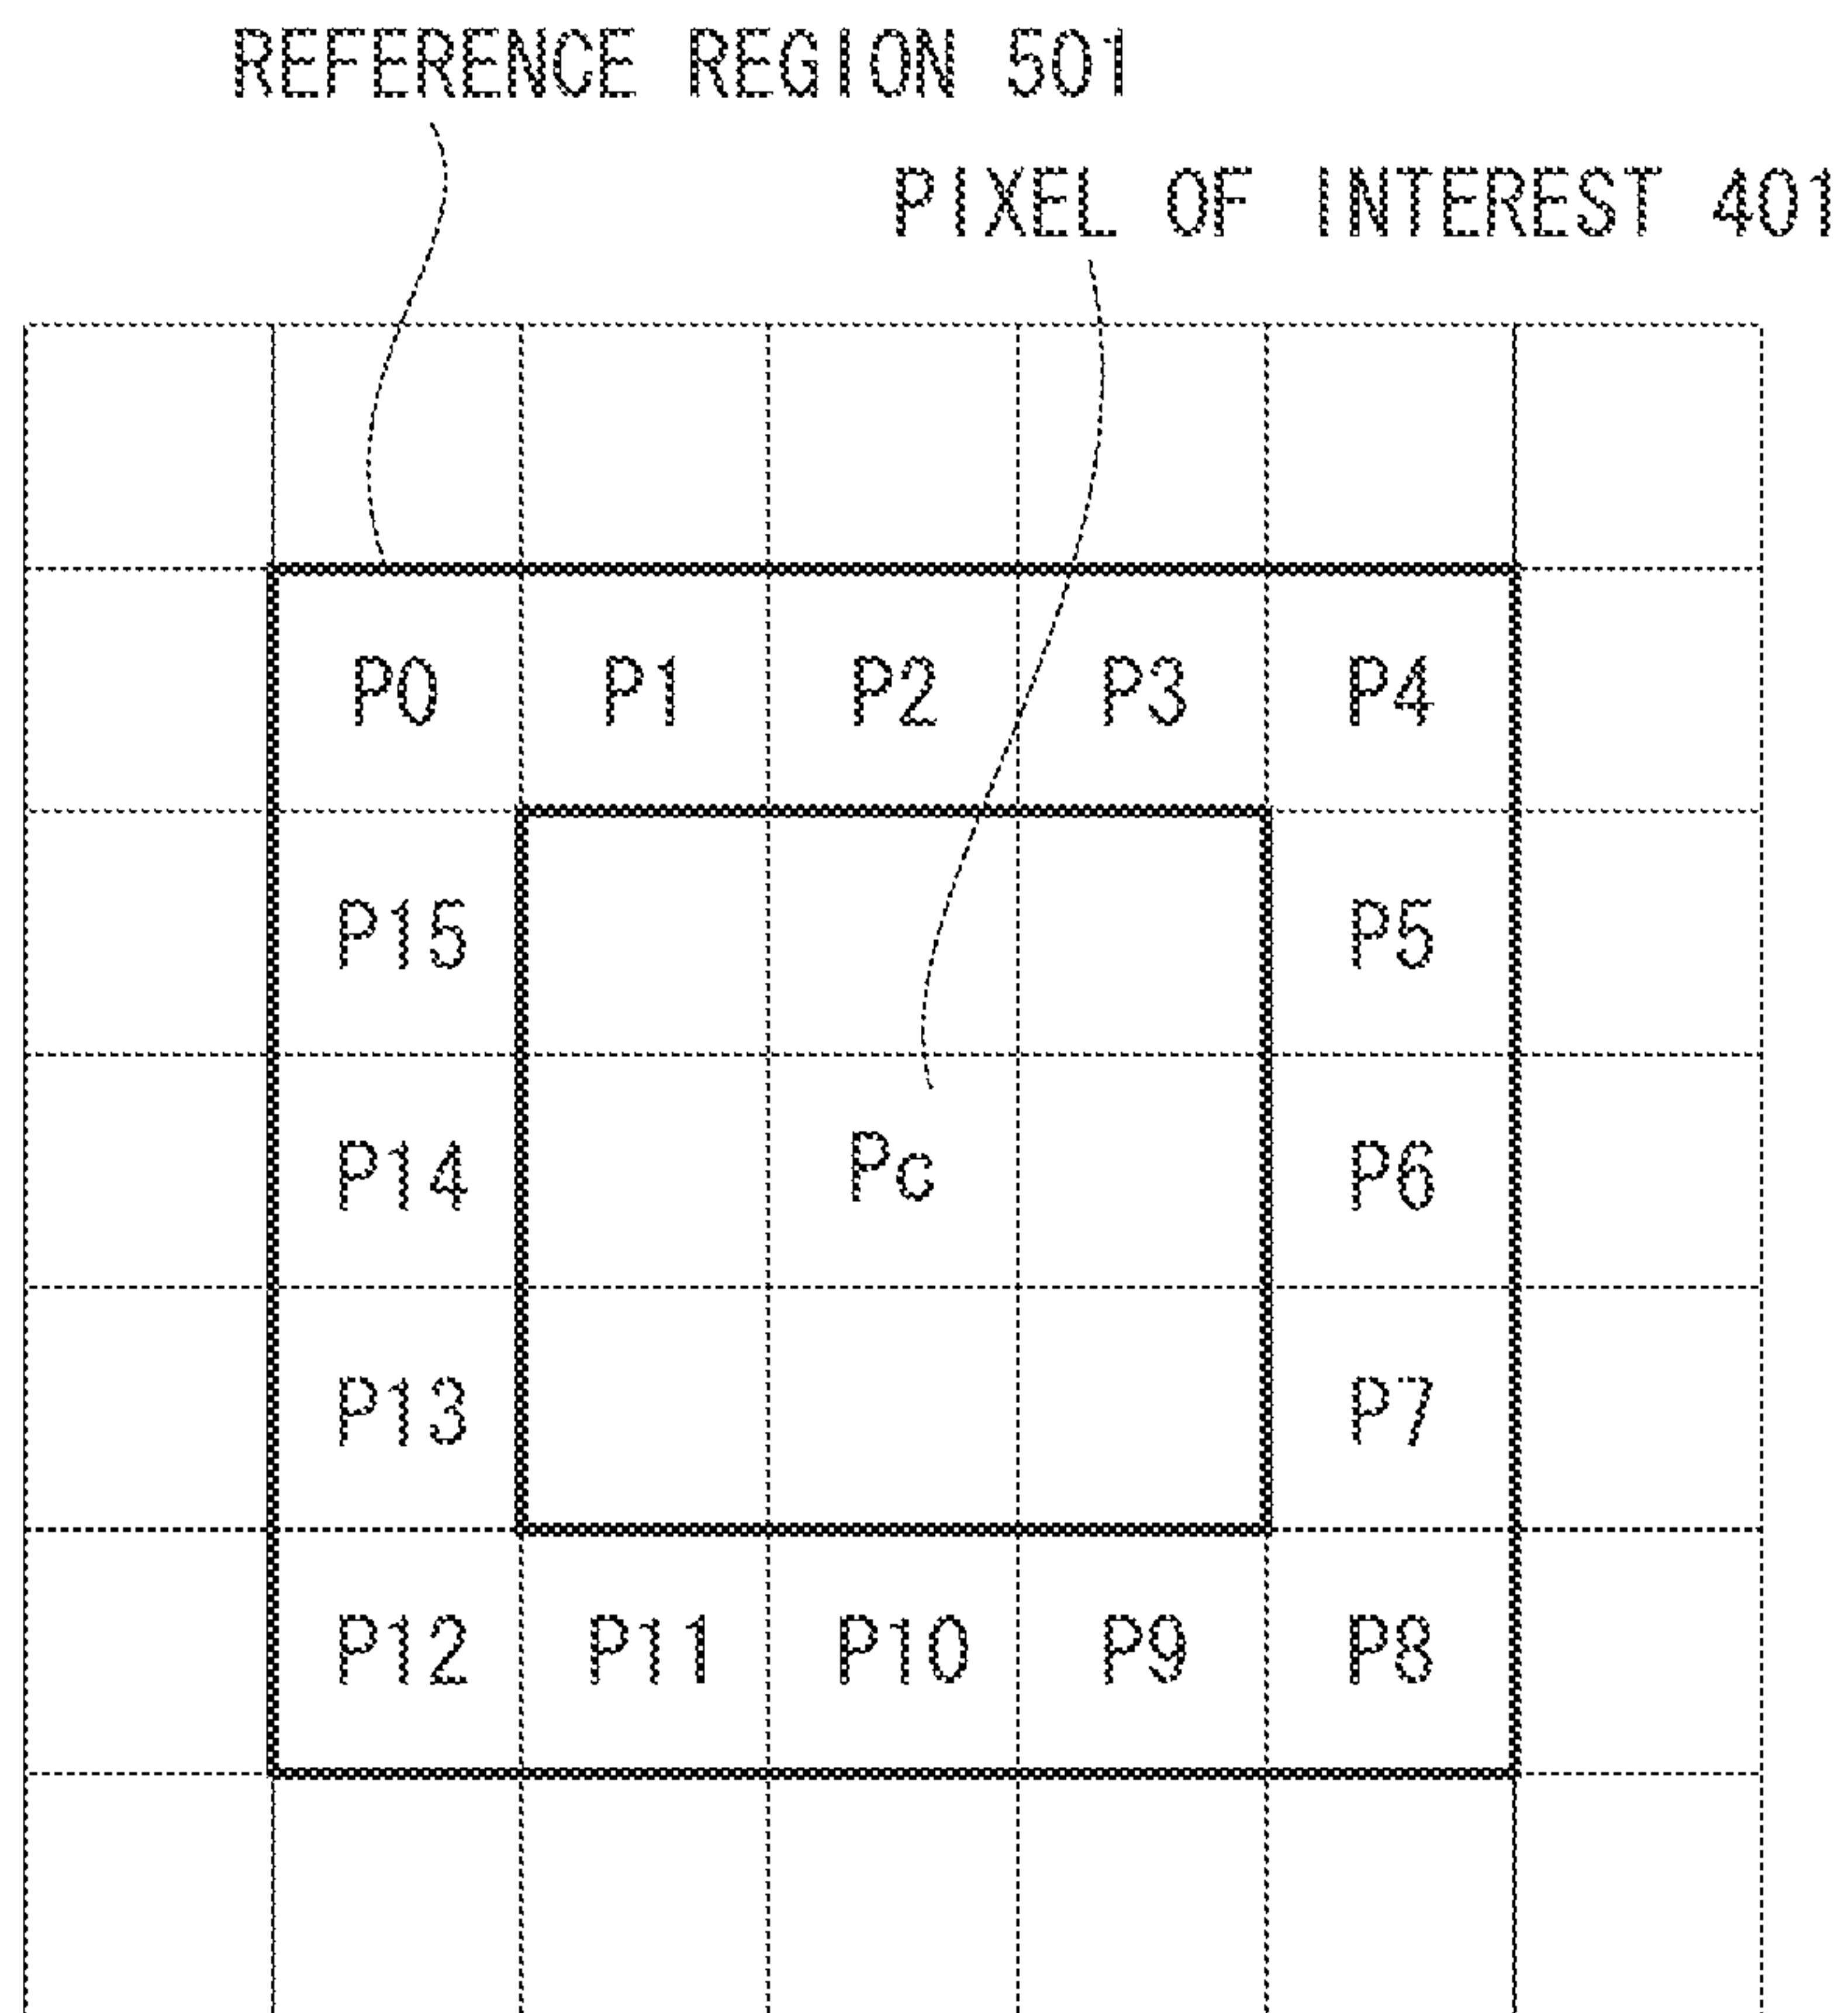 REFERENCE REGION 501
PIXEL OF INTEREST 401
P0 P1 P2 P3 P4
P15 P5
P14 Pc P6
P13 P7
P12 P11 P10 P9 P8